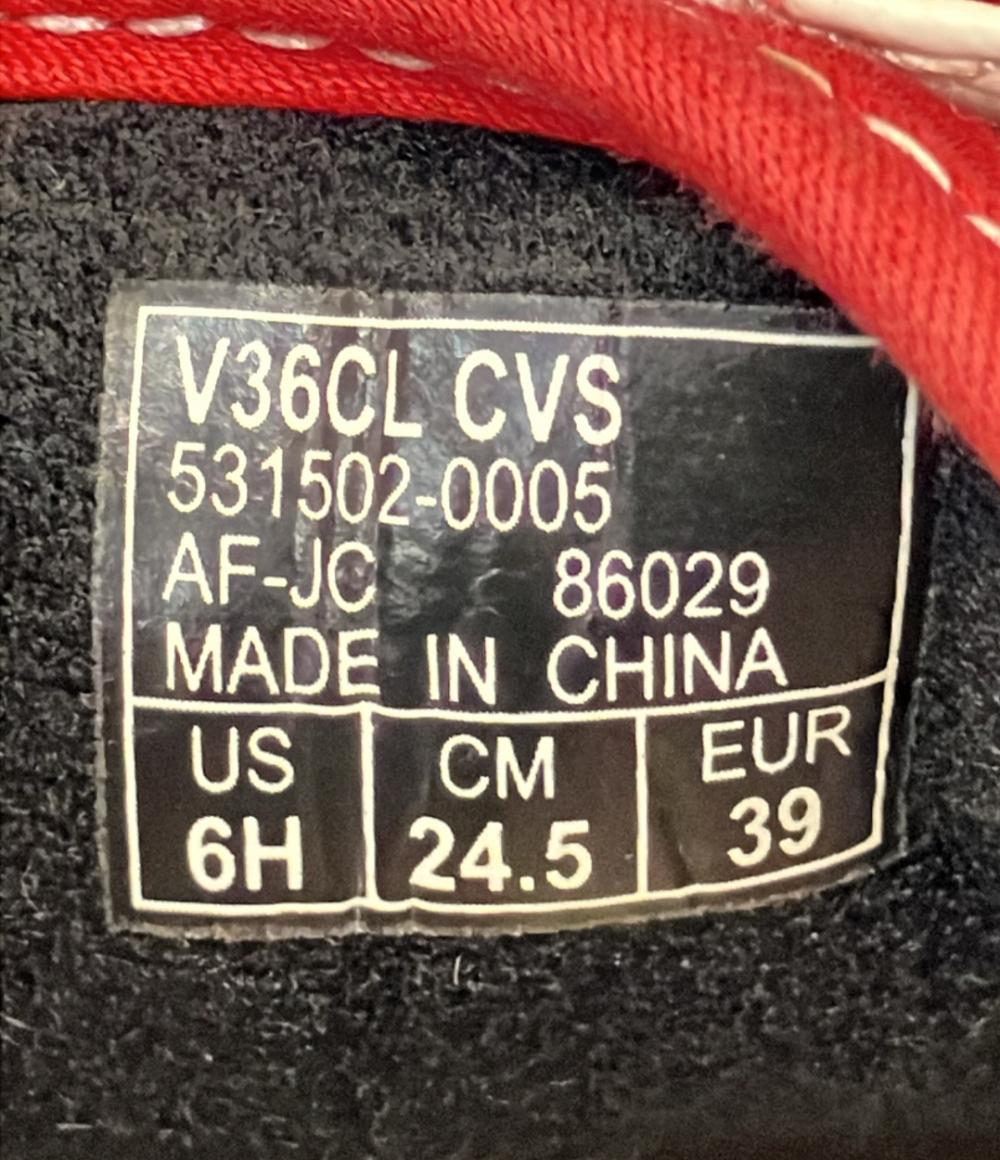 V36CL CVS
531502-0005
AF-JC 86029
MADE IN CHINA
US CM EUR
6H 24.5 39